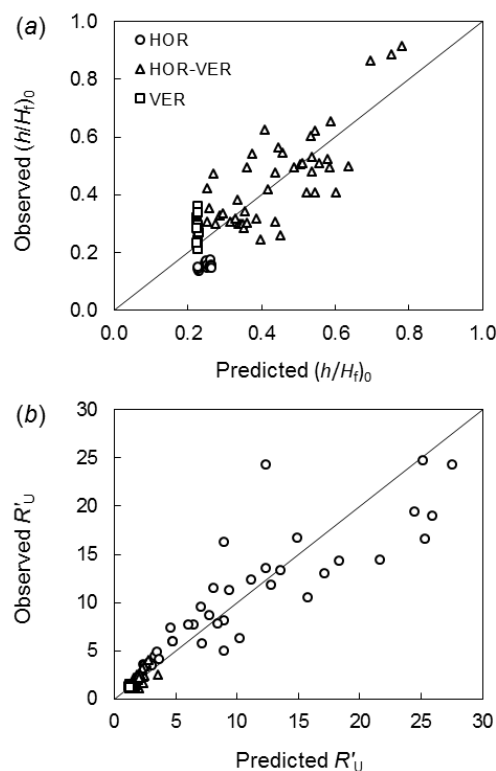 (a)
1.0
0.8
0.6
0.4
0.2
0.0
Observed (h/Hf)0
HOR
HOR-VER
VER
0.0 0.2 0.4 0.6 0.8 1.0
Predicted (h/Hf)0
(b)
30
25
20
15
10
5
0
Observed R'U
0 5 10 15 20 25 30
Predicted R'U